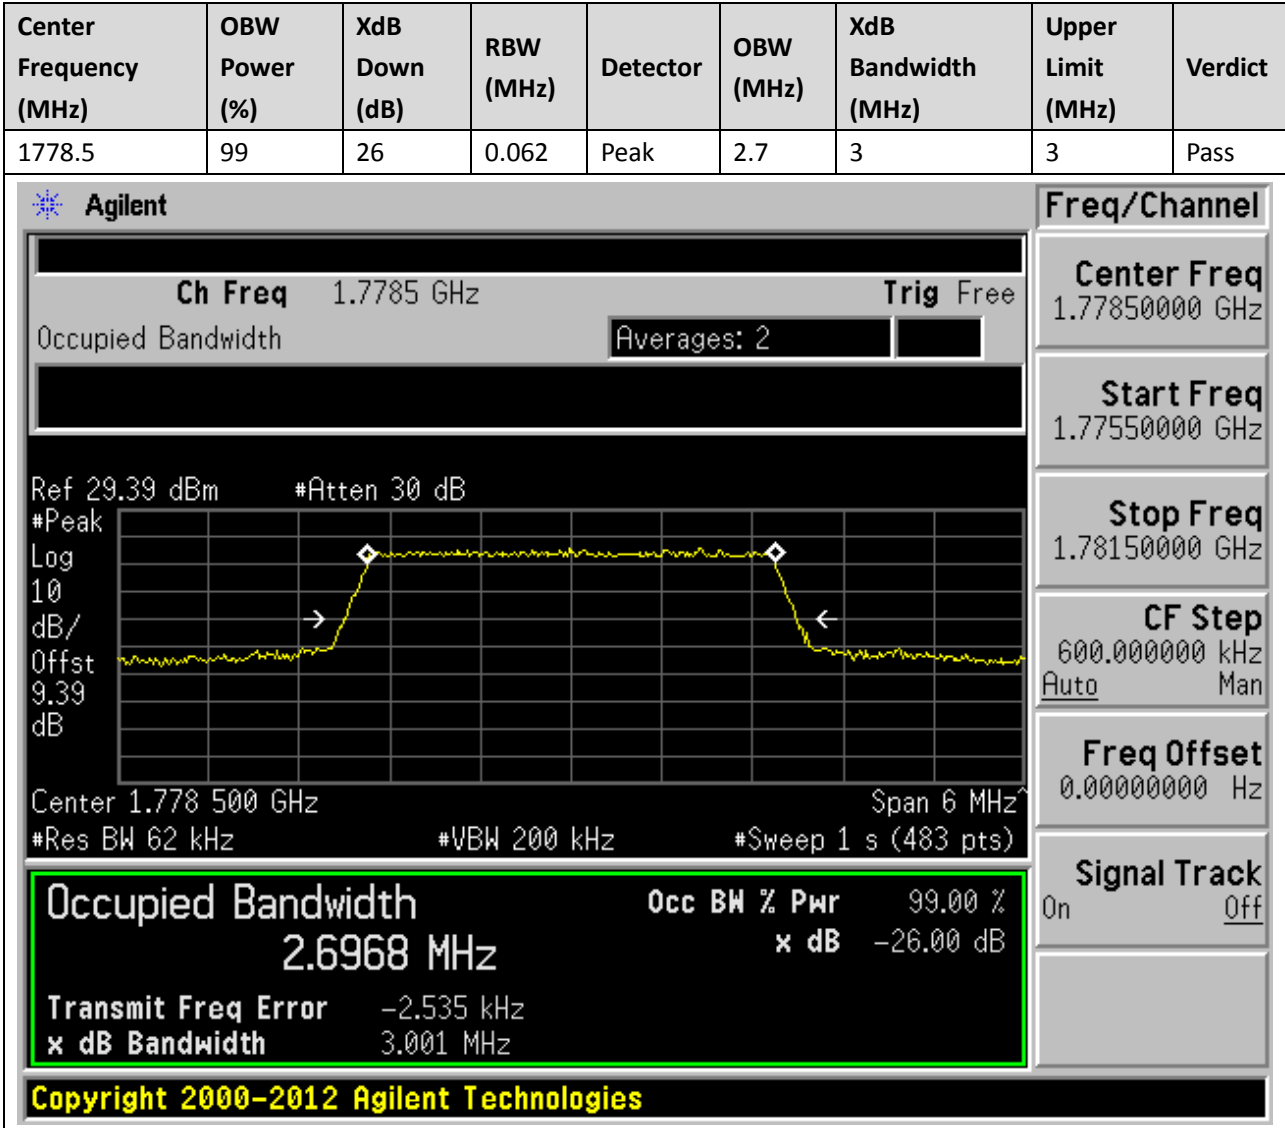 Center Frequency (MHz) OBW Power (%) XdB Down (dB) RBW (MHz) Detector OBW (MHz) XdB Bandwidth (MHz) Upper Limit (MHz) Verdict
1778.5 99 26 0.062 Peak 2.7 3 3 Pass
Agilent
Ch Freq 1.7785 GHz Trig Free
Occupied Bandwidth Averages: 2
Ref 29.39 dBm #Atten 30 dB
#Peak
Log
10
dB/
Offst
9.39
dB
Center 1.778 500 GHz Span 6 MHz^
#Res BW 62 kHz #VBW 200 kHz #Sweep 1 s (483 pts)
Occupied Bandwidth Occ BW % Pwr 99.00 %
2.6968 MHz x dB -26.00 dB
Transmit Freq Error -2.535 kHz
x dB Bandwidth 3.001 MHz
Copyright 2000-2012 Agilent Technologies
Freq/Channel
Center Freq
1.77850000 GHz
Start Freq
1.77550000 GHz
Stop Freq
1.78150000 GHz
CF Step
600.000000 kHz
Auto Man
Freq Offset
0.00000000 Hz
Signal Track
On Off